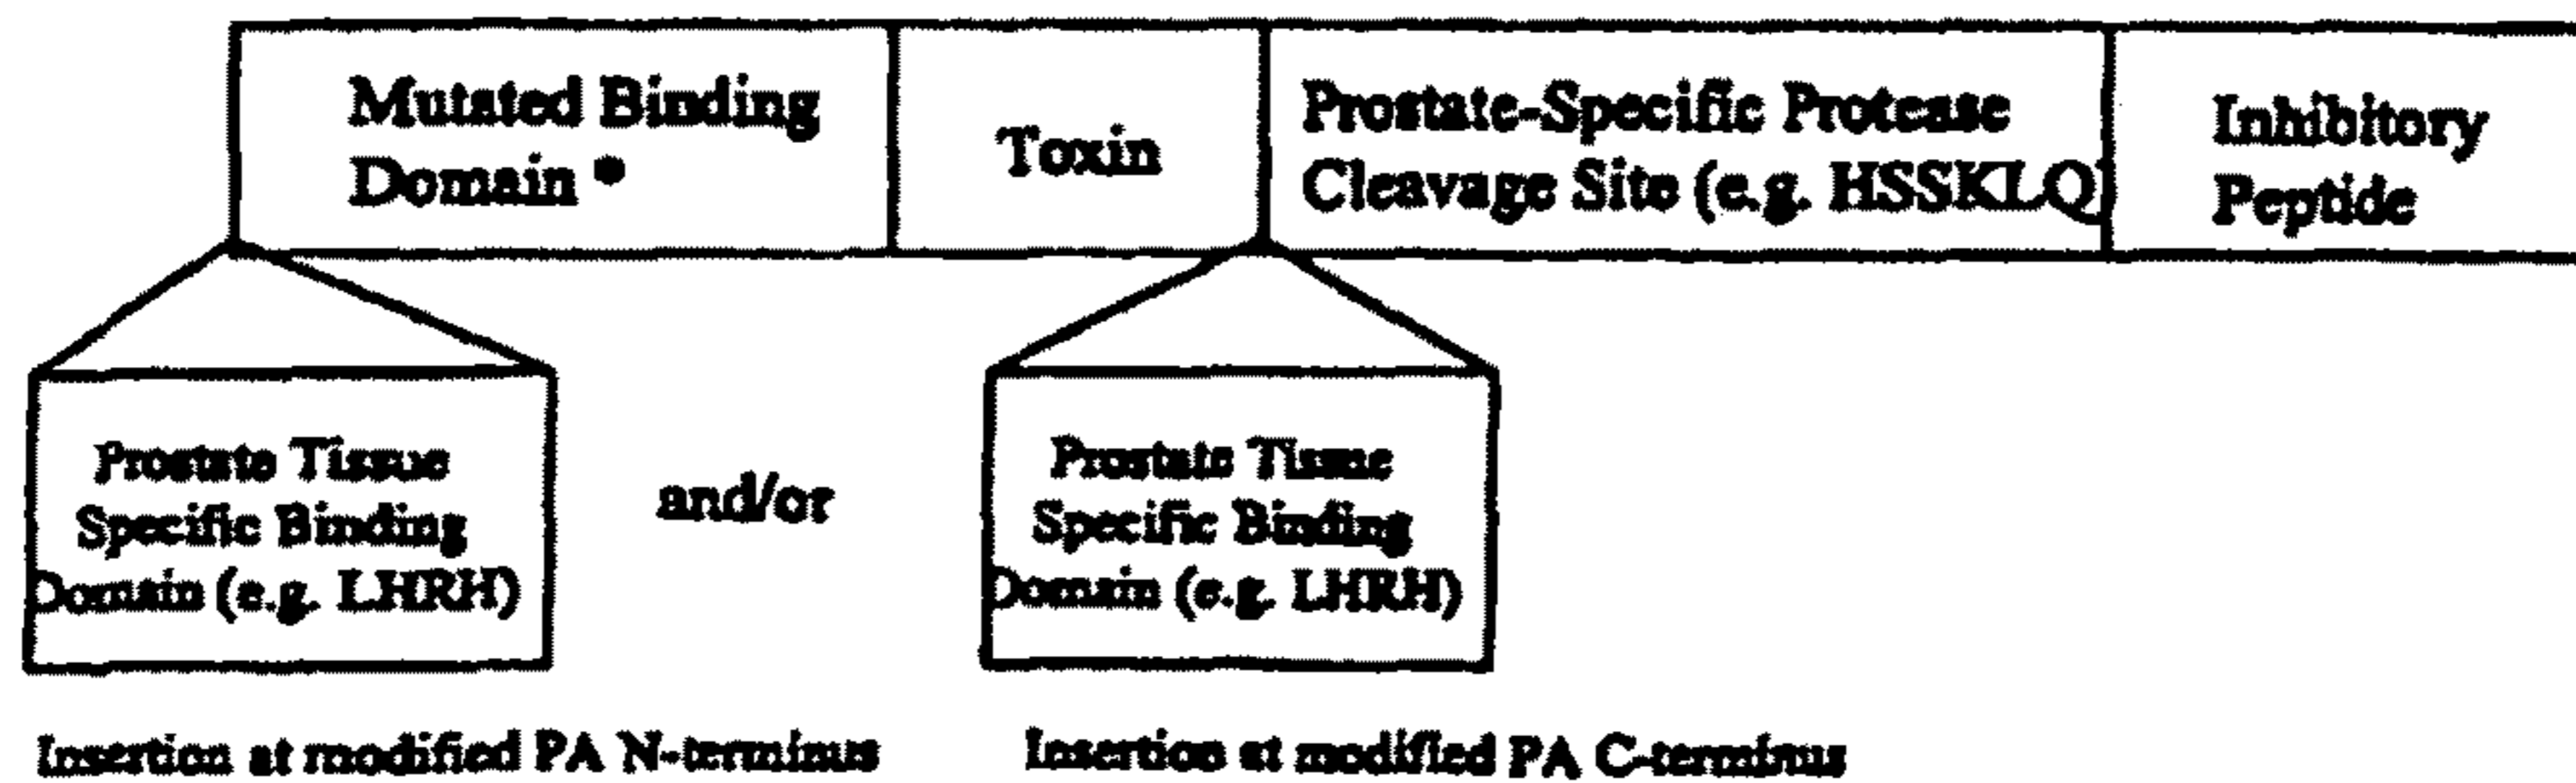 Mutated Binding
Domain •
Toxin
Prostate-Specific Protease
Cleavage Site (e.g. HSSKLQ)
Inhibitory
Peptide
Prostate Tissue
Specific Binding
Domain (e.g. LHRH)
and/or
Prostate Tissue
Specific Binding
Domain (e.g. LHRH)
Insertion at modified PA N-terminus
Insertion at modified PA C-terminus